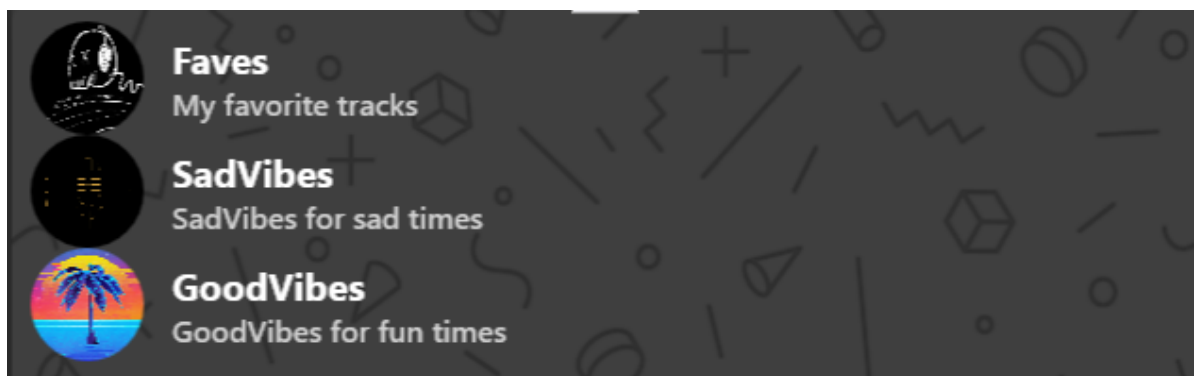 Faves
My favorite tracks
SadVibes
SadVibes for sad times
GoodVibes
GoodVibes for fun times